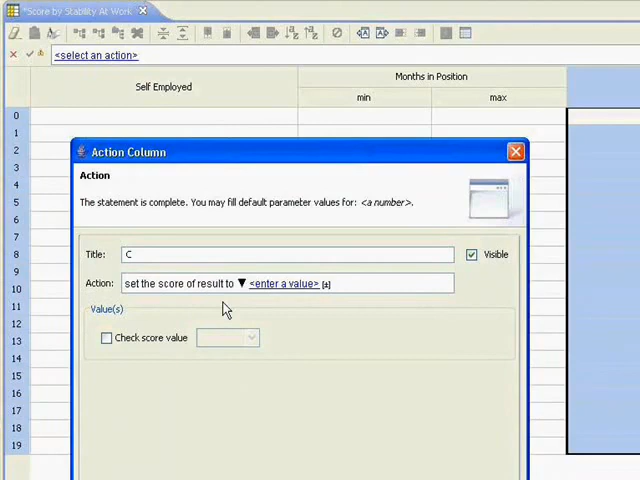 *Score by Stability At Work
<select an action>
Self Employed
Months in Position
min
max
0
1
2
3
4
5
6
7
8
9
10
11
12
13
14
15
16
17
18
19
Action Column
Action
The statement is complete. You may fill default parameter values for: <a number>.
Title: C
Visible
Action: set the score of result to <enter a value>
Value(s)
Check score value